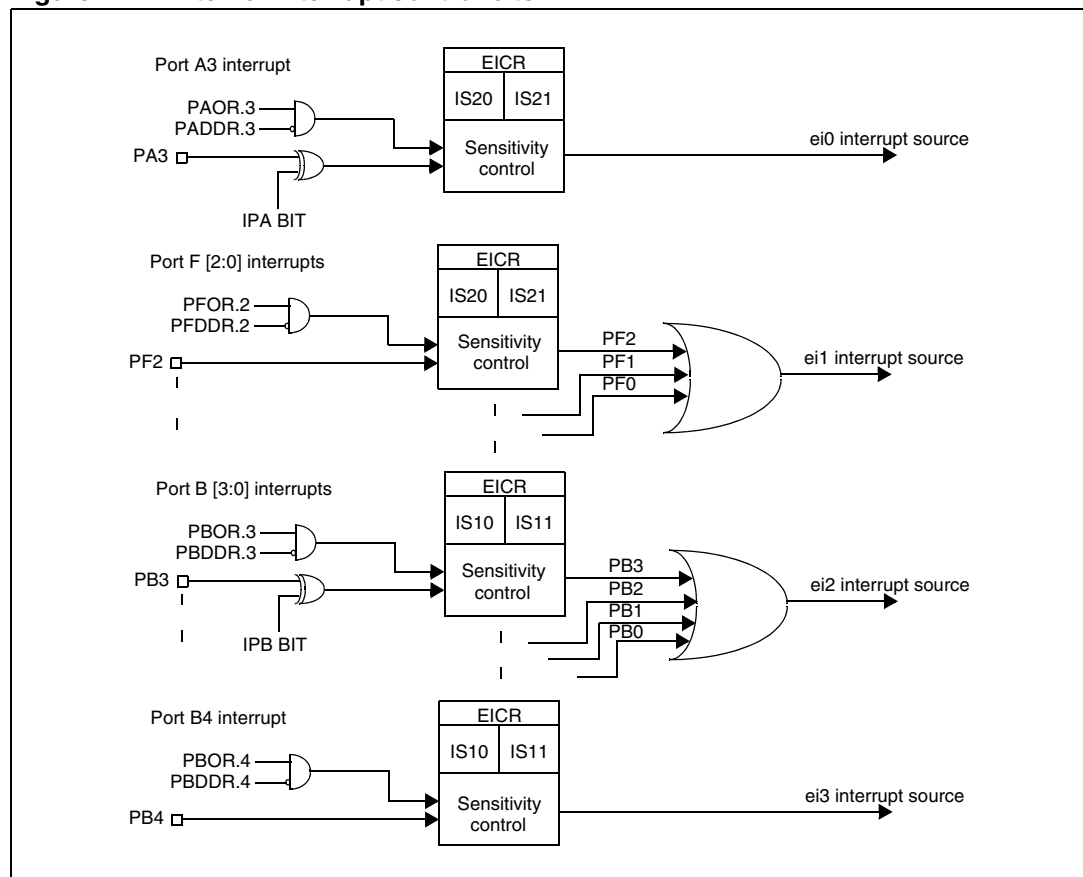 Port A3 interrupt
EICR
IS20 IS21
PAOR.3
PADDR.3
Sensitivity
control
ei0 interrupt source
PA3
IPA BIT
Port F [2:0] interrupts
EICR
IS20 IS21
PFOR.2
PFDDR.2
Sensitivity
control
PF2
PF2
PF1
PF0
ei1 interrupt source
Port B [3:0] interrupts
EICR
IS10 IS11
PBOR.3
PBDDR.3
Sensitivity
control
PB3
IPB BIT
PB3
PB2
PB1
PB0
ei2 interrupt source
Port B4 interrupt
EICR
IS10 IS11
PBOR.4
PBDDR.4
Sensitivity
control
PB4
ei3 interrupt source